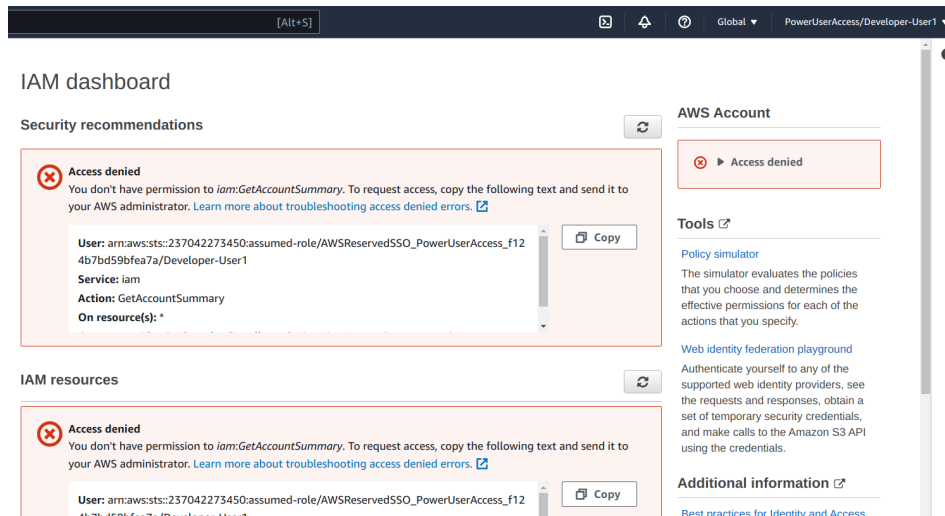 [Alt+S]
Global ▼
PowerUserAccess/Developer-User1
IAM dashboard
Security recommendations
Access denied
You don't have permission to iam:GetAccountSummary. To request access, copy the following text and send it to
your AWS administrator. Learn more about troubleshooting access denied errors.
User: arn:aws:sts::237042273450:assumed-role/AWSReservedSSO_PowerUserAccess_f12
4b7bd59bfea7a/Developer-User1
Service: iam
Action: GetAccountSummary
On resource(s): *
Copy
IAM resources
Access denied
You don't have permission to iam:GetAccountSummary. To request access, copy the following text and send it to
your AWS administrator. Learn more about troubleshooting access denied errors.
User: arn:aws:sts::237042273450:assumed-role/AWSReservedSSO_PowerUserAccess_f12
Copy
AWS Account
Access denied
Tools
Policy simulator
The simulator evaluates the policies
that you choose and determines the
effective permissions for each of the
actions that you specify.
Web identity federation playground
Authenticate yourself to any of the
supported web identity providers, see
the requests and responses, obtain a
set of temporary security credentials,
and make calls to the Amazon S3 API
using the credentials.
Additional information
Best practices for Identity and Access